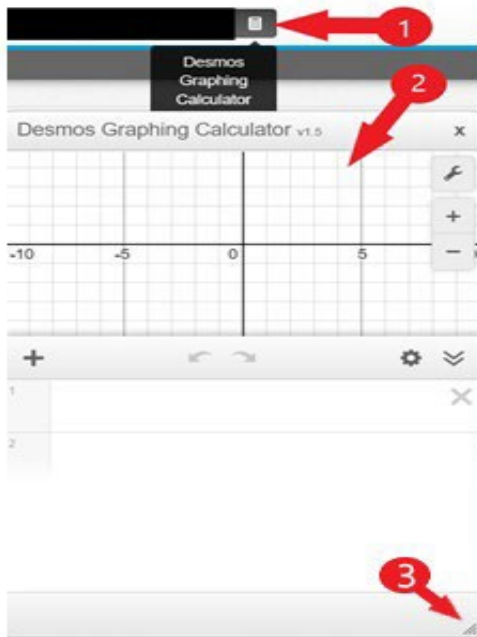 1
Desmos
Graphing
Calculator
2
Desmos Graphing Calculator v1.5
x
+
-10 -5 0 5
−
+
1
2
3